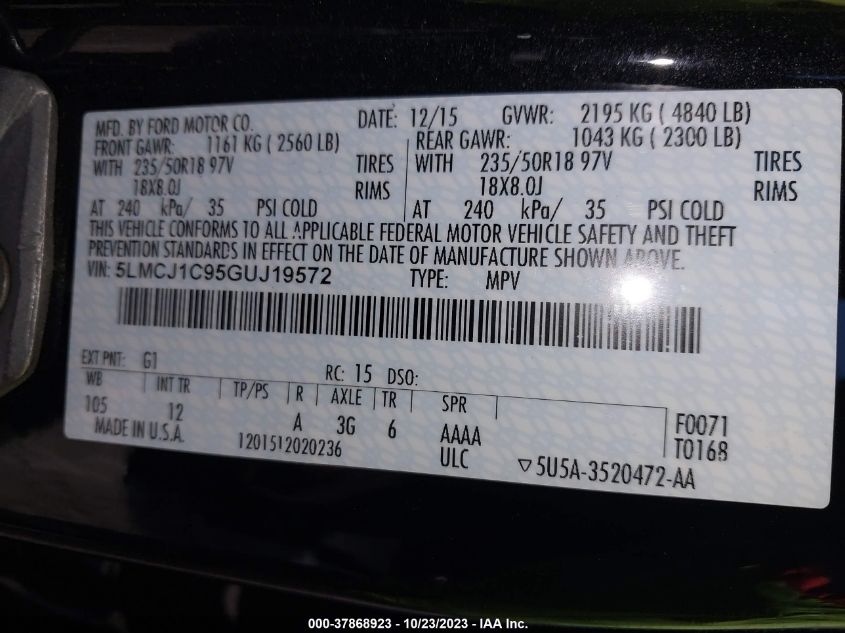 MFD. BY FORD MOTOR CO. DATE: 12/15 GVWR: 2195 KG ( 4840 LB)
FRONT GAWR: 1161 KG ( 2560 LB) REAR GAWR: 1043 KG ( 2300 LB)
WITH 235/50R18 97V TIRES WITH 235/50R18 97V TIRES
18X8.0J RIMS 18X8.0J RIMS
AT 240 kPa/ 35 PSI COLD AT 240 kPa/ 35 PSI COLD
THIS VEHICLE CONFORMS TO ALL APPLICABLE FEDERAL MOTOR VEHICLE SAFETY AND THEFT
PREVENTION STANDARDS IN EFFECT ON THE DATE OF MANUFACTURE SHOWN ABOVE.
VIN: 5LMCJ1C95GUJ19572 TYPE: MPV
EXT PNT: G1 RC: 15 DSO:
WB INT TR TP/PS R AXLE TR SPR
105 12 A 3G 6 AAAA F0071
MADE IN U.S.A. 1201512020236 ULC T0168
▽5U5A-3520472-AA
000-37868923 - 10/23/2023 - IAA Inc.